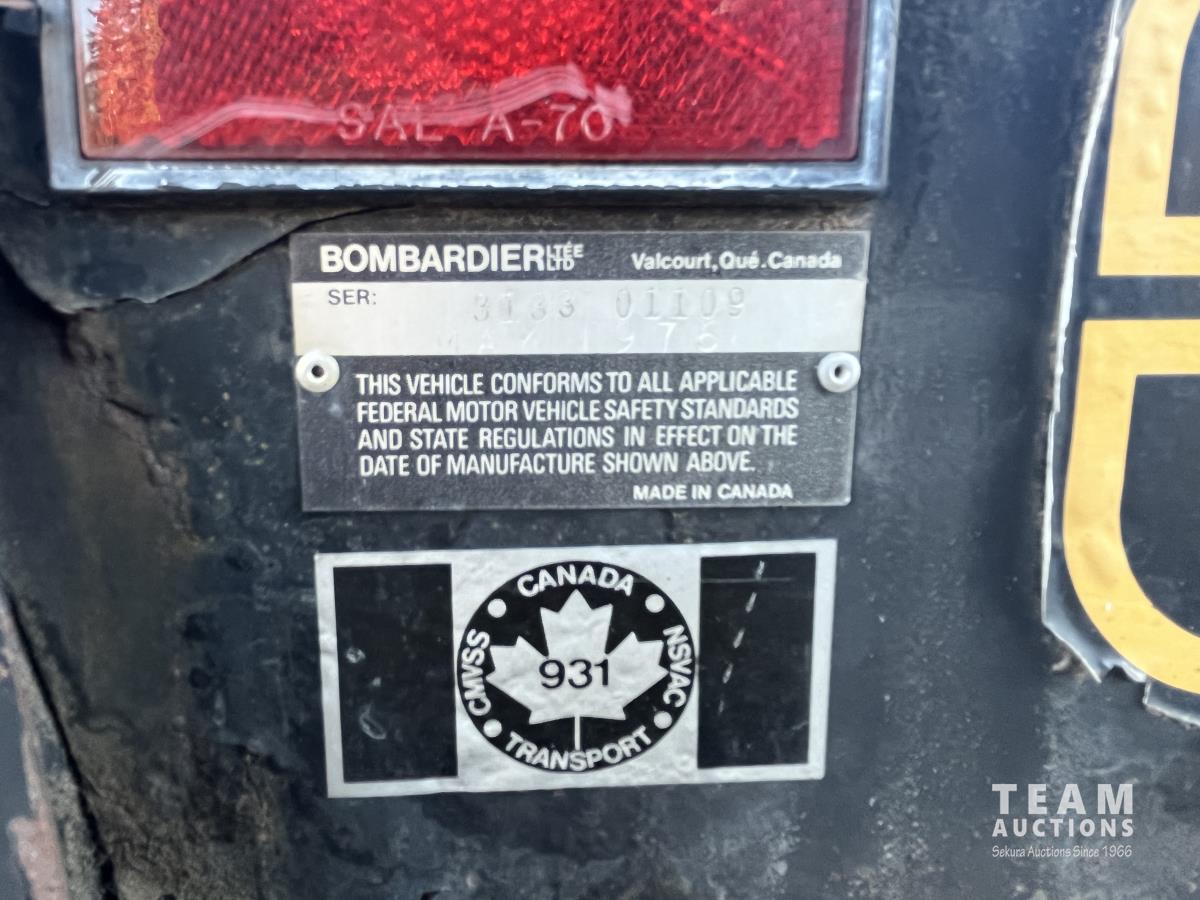 SAE A-70
BOMBARDIER LTÉE LTD Valcourt, Qué. Canada
SER: 3133 01109
THIS VEHICLE CONFORMS TO ALL APPLICABLE
FEDERAL MOTOR VEHICLE SAFETY STANDARDS
AND STATE REGULATIONS IN EFFECT ON THE
DATE OF MANUFACTURE SHOWN ABOVE.
MADE IN CANADA
CANADA
CMVSS
931
NSVAC
TRANSPORT
TEAM
AUCTIONS
Sekura Auctions Since 1966